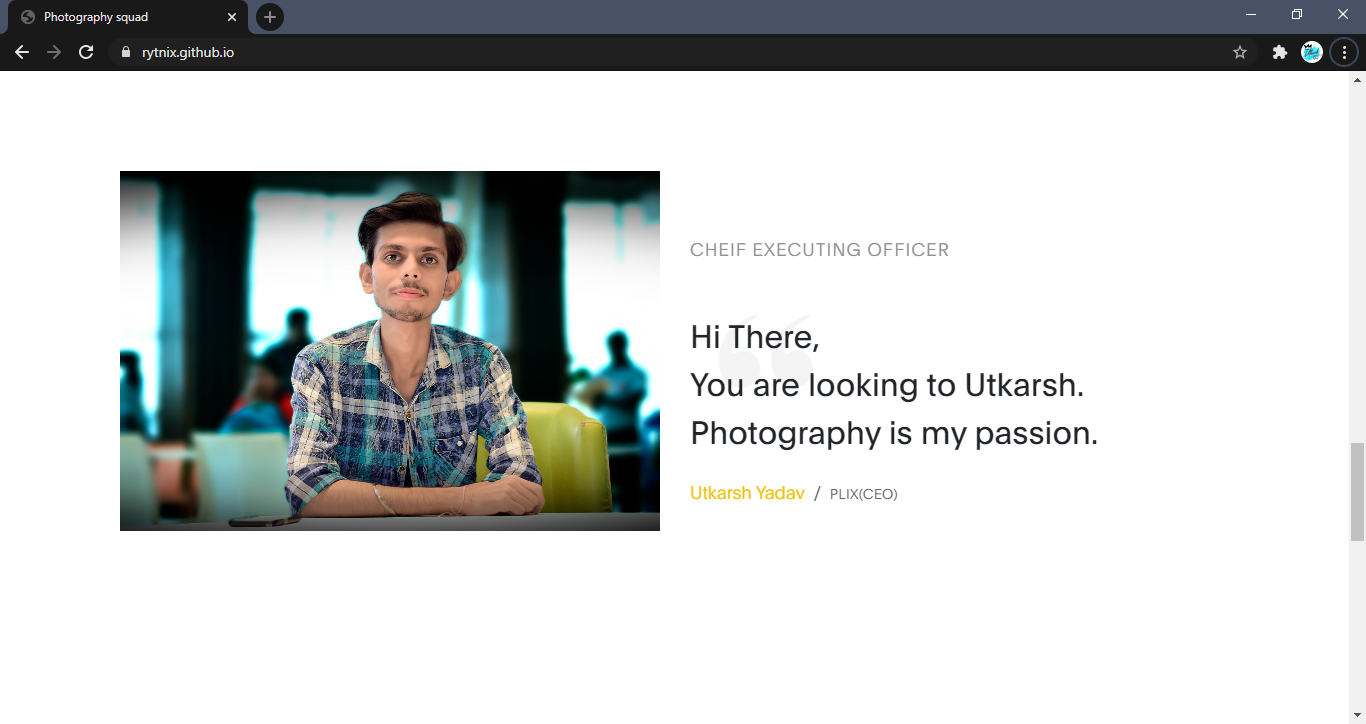 Photography squad
rytnix.github.io
CHEIF EXECUTING OFFICER
Hi There,
You are looking to Utkarsh.
Photography is my passion.
Utkarsh Yadav / PLIX(CEO)